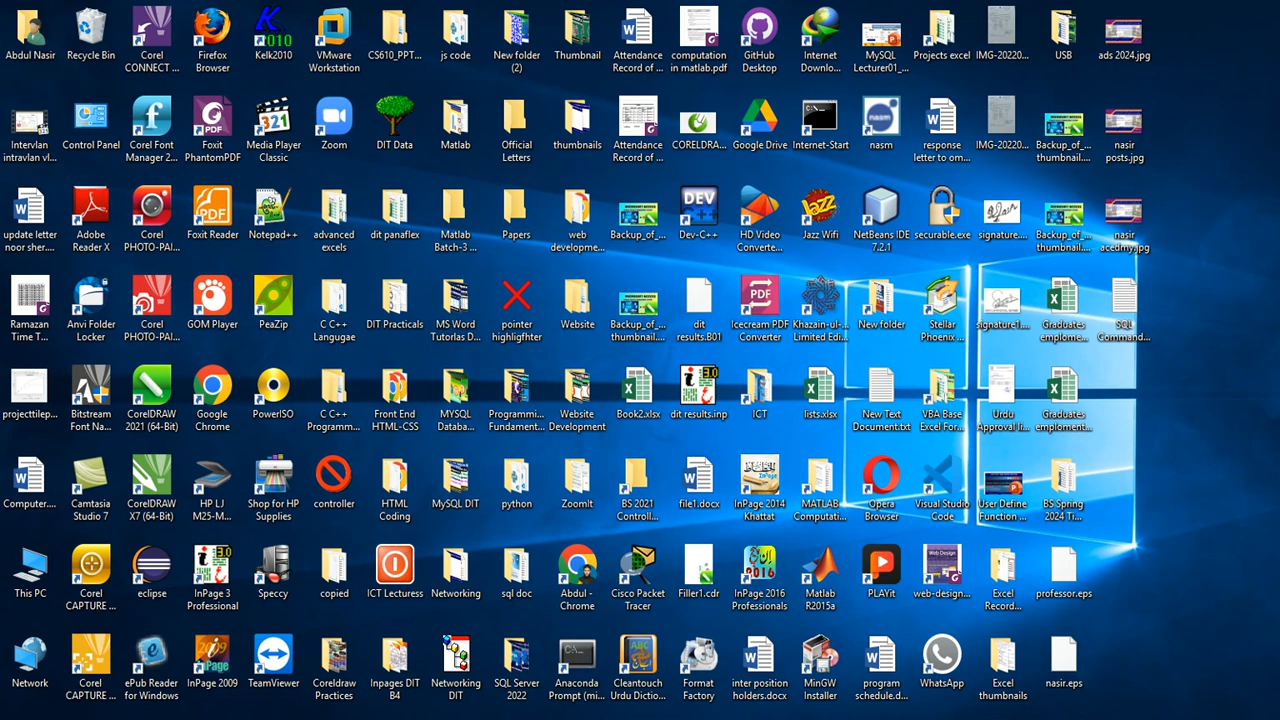 Abdul Nasir
Recycle Bin
Corel
CONNECT ...
Firefox
Browser
Kelk2010
VMware
Workstation
CS610_PPT...
js code
New folder
(2)
Thumbnail
Attendance
Record of ...
computation
in matlab.pdf
GitHub
Desktop
Internet
Downlo...
MySQL
Lecturer01_...
Projects excel
IMG-20220...
USB
ads 2024.jpg
Intervlan
intravlan vl...
Control Panel
Corel Font
Manager 2...
Foxit
PhantomPDF
Media Player
Classic
Zoom
DIT Data
Matlab
Official
Letters
thumbnails
Attendance
Record of ...
CORELDRA...
Google Drive
Internet-Start
nasm
response
letter to om...
IMG-20220...
Backup_of_...
thumbnail....
nasir
posts.jpg
update letter
noor sher....
Adobe
Reader X
Corel
PHOTO-PAI...
Foxit Reader
Notepad++
advanced
excels
dit panaflex
Matlab
Batch-3 ...
Papers
web
developme...
Backup_of_...
Dev-C++
HD Video
Converte...
Jazz Wifi
NetBeans IDE
7.2.1
securable.exe
signature....
Backup_of_...
thumbnail....
nasir
acedmy.jpg
Ramazan
Time T...
Anvi Folder
Locker
Corel
PHOTO-PAI...
GOM Player
PeaZip
C C++
Langugae
DIT Practicals
MS Word
Tutorlas D...
pointer
highligfhter
Website
Backup_of_...
thumbnail....
dit
results.B01
Icecream PDF
Converter
Khazain-ul-...
Limited Edi...
New folder
Stellar
Phoenix ...
signature1....
Graduates
emplome...
SQL
Command...
projecttilep...
Bitstream
Font Na...
CorelDRAW
2021 (64-Bit)
Google
Chrome
PowerISO
C C++
Programm...
Front End
HTML-CSS
MYSQL
Databa...
Programmi...
Fundament...
Website
Development
Book2.xlsx
dit results.inp
ICT
lists.xlsx
New Text
Document.txt
VBA Base
Excel For...
Urdu
Approval li...
Graduates
emploment...
Computer....
Camtasia
Studio 7
CorelDRAW
X7 (64-Bit)
HP LJ
M25-M...
Shop for HP
Supplies
controller
HTML
Coding
MySQL DIT
python
ZoomIt
BS 2021
Controll...
file1.docx
InPage 2014
Khattat
MATLAB
Computati...
Opera
Browser
Visual Studio
Code
User Define
Function ...
BS Spring
2024 Ti...
This PC
Corel
CAPTURE ...
eclipse
InPage 3
Professional
Speccy
copied
ICT Lecturess
Networking
sql doc
Abdul -
Chrome
Cisco Packet
Tracer
Filler1.cdr
InPage 2016
Professionals
Matlab
R2015a
PLAYit
web-design...
Excel
Record...
professor.eps
Network
Corel
CAPTURE ...
ePub Reader
for Windows
InPage 2009
TeamViewer
Coreldraw
Practices
Inpages DIT
B4
Networking
DIT
SQL Server
2022
Anaconda
Prompt (mi...
Cleantouch
Urdu Dictio...
Format
Factory
inter position
holders.docx
MinGW
Installer
program
schedule.d...
WhatsApp
Excel
thumbnails
nasir.eps